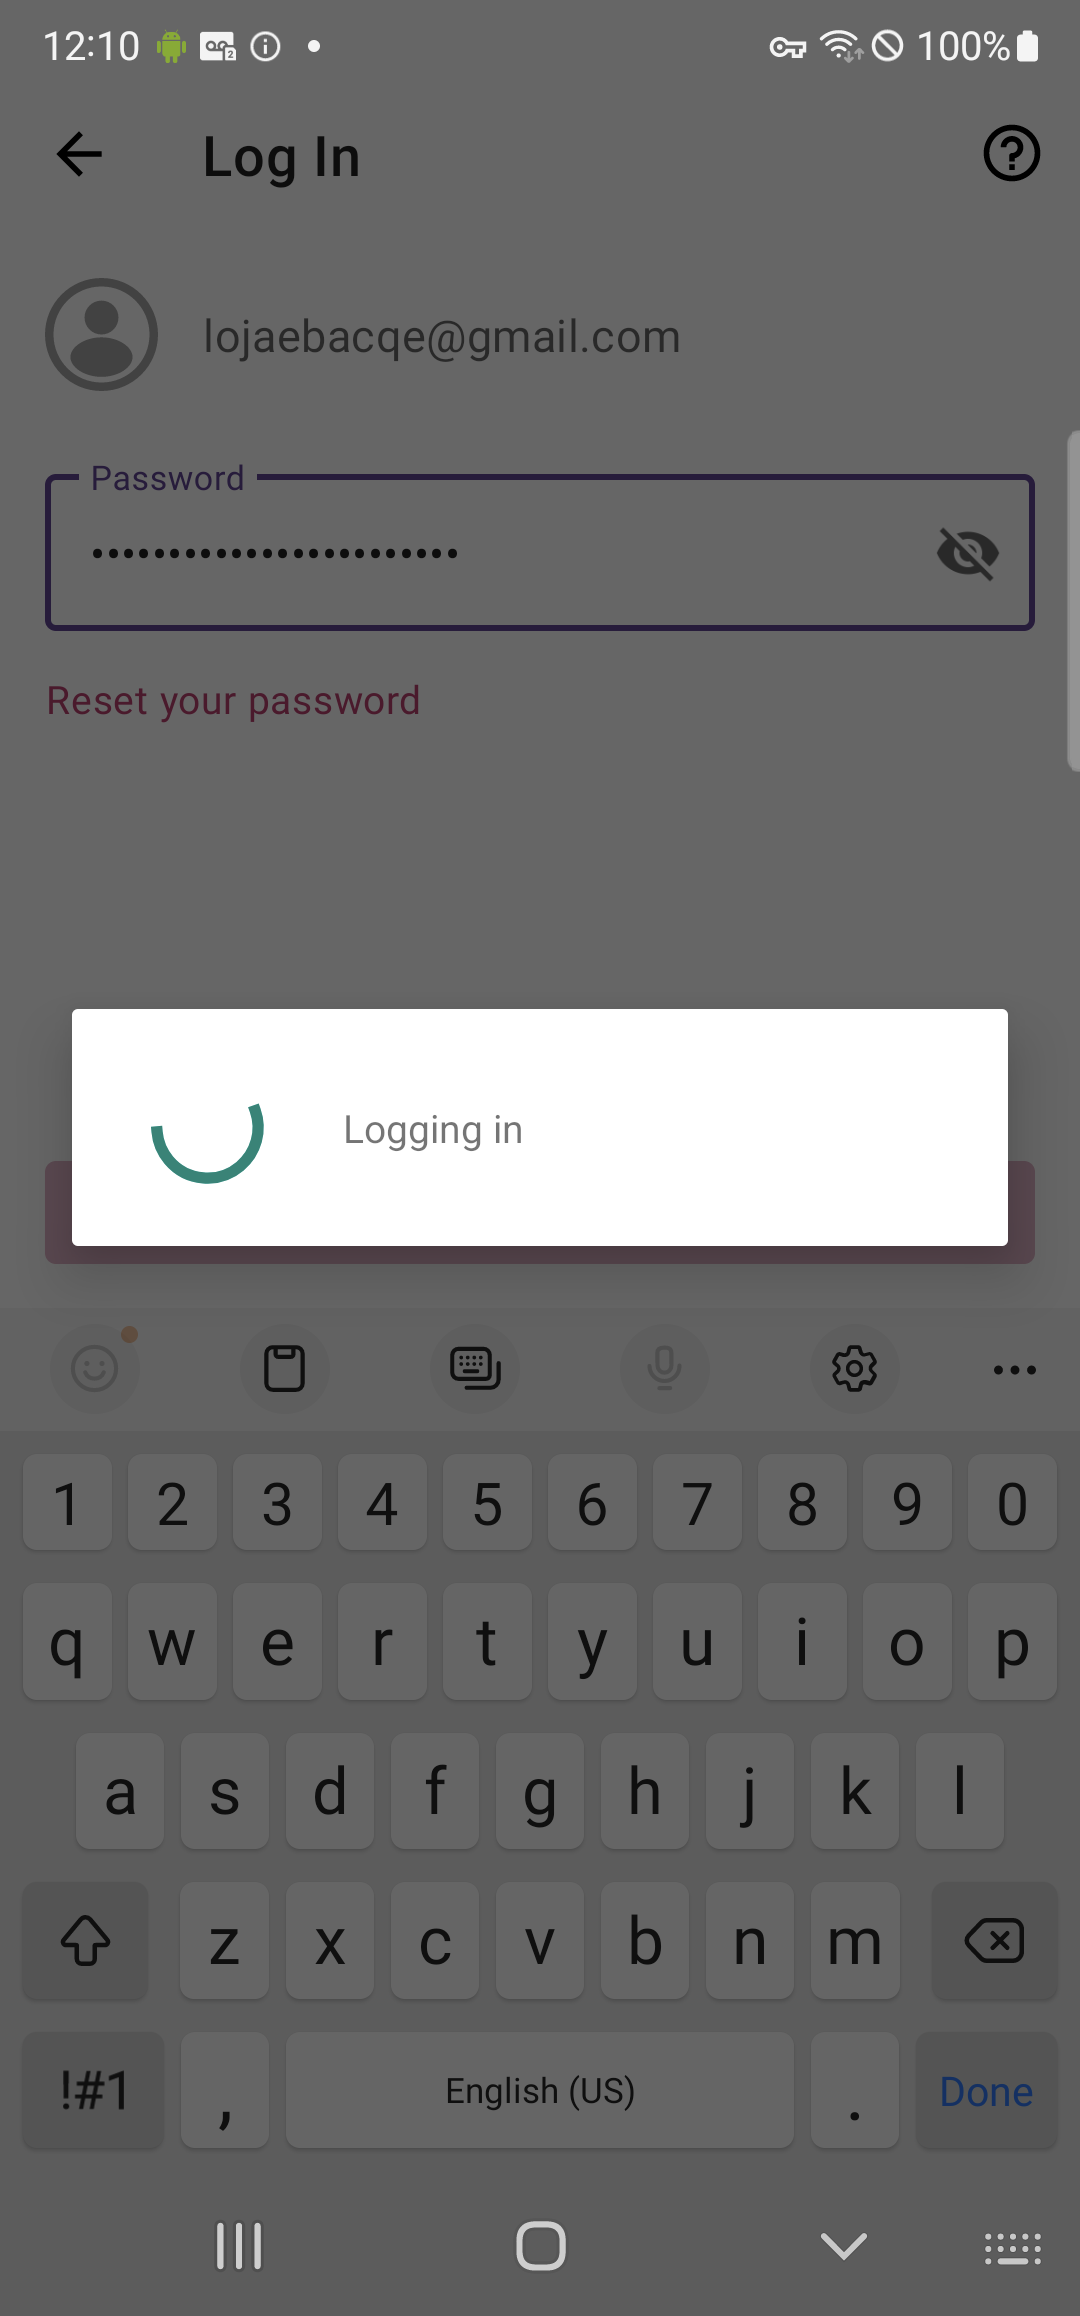 12:10
100%
Log In
lojaebacqe@gmail.com
Password
••••••••••••••••••••••••
Reset your password
Logging in
1 2 3 4 5 6 7 8 9 0
q w e r t y u i o p
a s d f g h j k l
z x c v b n m
!#1 , English (US) . Done